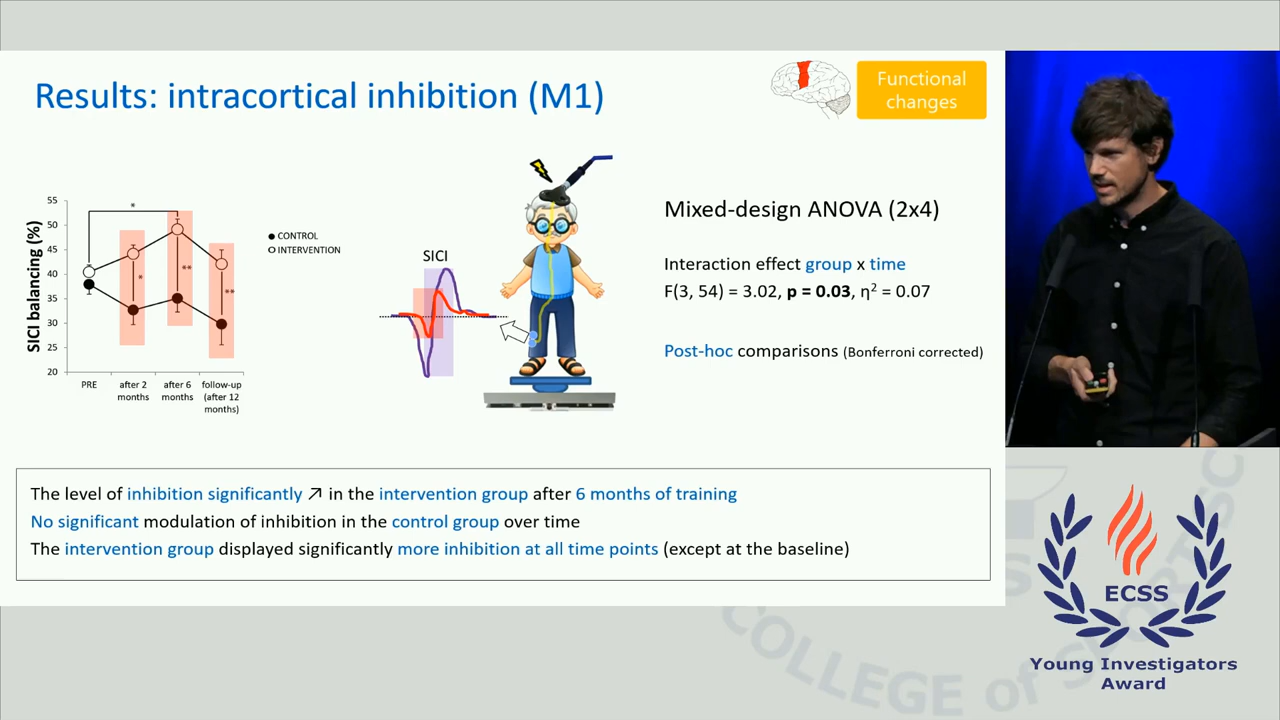 Results: intracortical inhibition (M1)
Functional
changes
SICI balancing (%)
55
50
45
40
35
30
25
20
*
*
**
**
PRE
after 2
months
after 6
months
follow-up
(after 12
months)
CONTROL
INTERVENTION
SICI
Mixed-design ANOVA (2x4)
Interaction effect group x time
F(3, 54) = 3.02, p = 0.03, η² = 0.07
Post-hoc comparisons (Bonferroni corrected)
The level of inhibition significantly ↗ in the intervention group after 6 months of training
No significant modulation of inhibition in the control group over time
The intervention group displayed significantly more inhibition at all time points (except at the baseline)
ECSS
Young Investigators
Award
COLLEGE of SPORT SC